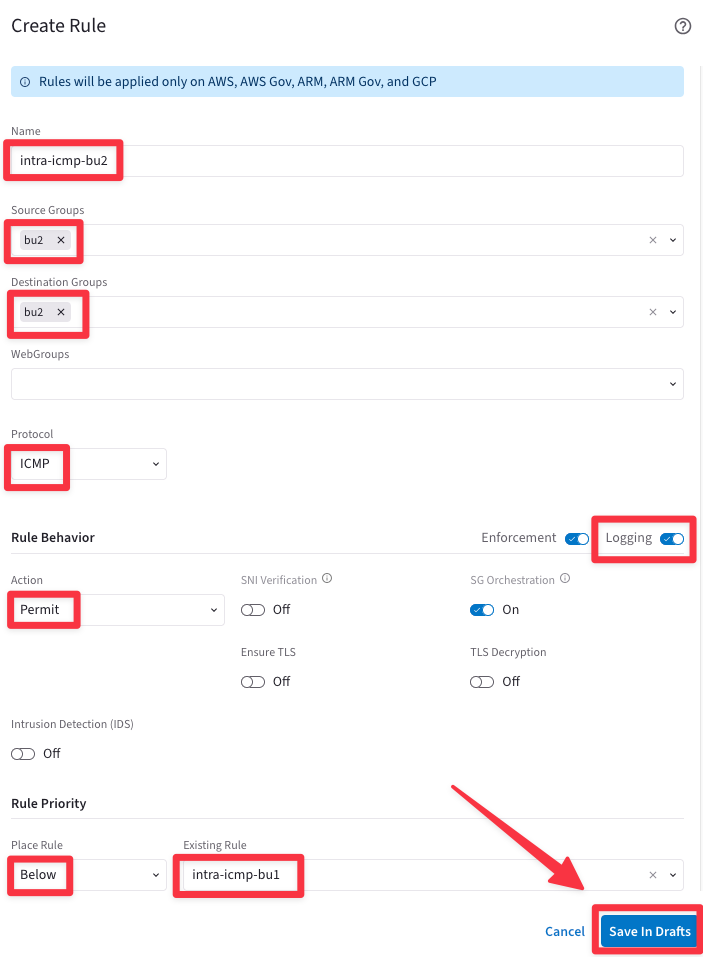 Create Rule
Rules will be applied only on AWS, AWS Gov, ARM, ARM Gov, and GCP
Name
intra-icmp-bu2
Source Groups
bu2
Destination Groups
bu2
WebGroups
Protocol
ICMP
Rule Behavior Enforcement Logging
Action SNI Verification SG Orchestration
Permit Off On
Ensure TLS TLS Decryption
Off Off
Intrusion Detection (IDS)
Off
Rule Priority
Place Rule Existing Rule
Below intra-icmp-bu1
Cancel Save In Drafts